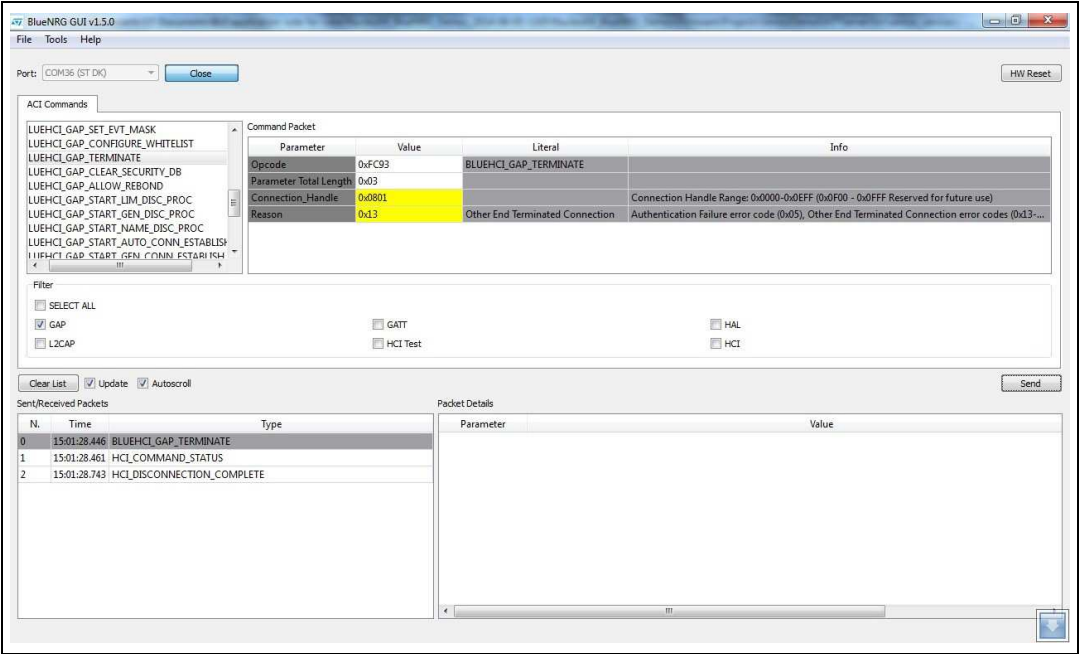 BlueNRG GUI v1.5.0
File Tools Help
Port: COM36 (ST DK) Close HW Reset
ACI Commands
LUEHCI_GAP_SET_EVT_MASK
LUEHCI_GAP_CONFIGURE_WHITELIST
LUEHCI_GAP_TERMINATE
LUEHCI_GAP_CLEAR_SECURITY_DB
LUEHCI_GAP_ALLOW_REBOND
LUEHCI_GAP_START_LIM_DISC_PROC
LUEHCI_GAP_START_GEN_DISC_PROC
LUEHCI_GAP_START_NAME_DISC_PROC
LUEHCI_GAP_START_AUTO_CONN_ESTABLISH
LUEHCI_GAP_START_GEN_CONN_ESTABLISH
Command Packet
Parameter Value Literal Info
Opcode 0xFC93 BLUEHCI_GAP_TERMINATE
Parameter Total Length 0x03
Connection_Handle 0x0801 Connection Handle Range: 0x0000-0x0EFF (0x0F00 - 0x0FFF Reserved for future use)
Reason 0x13 Other End Terminated Connection Authentication Failure error code (0x05), Other End Terminated Connection error codes (0x13-...
Filter
SELECT ALL
GAP GATT HAL
L2CAP HCI Test HCI
Clear List Update Autoscroll Send
Sent/Received Packets Packet Details
N. Time Type Parameter Value
0 15:01:28.446 BLUEHCI_GAP_TERMINATE
1 15:01:28.461 HCI_COMMAND_STATUS
2 15:01:28.743 HCI_DISCONNECTION_COMPLETE